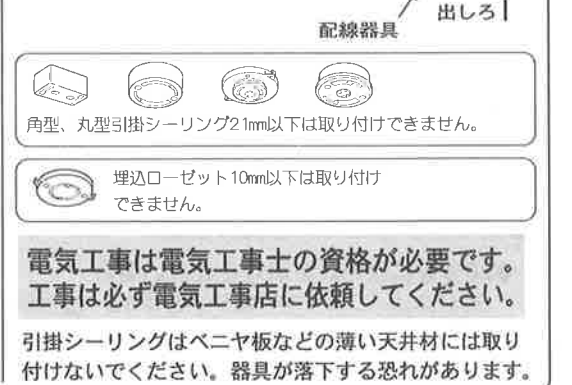 出しろ
配線器具
角型、丸型引掛シーリング21mm以下は取り付けできません。
埋込ローゼット10mm以下は取り付け
できません。
電気工事は電気工事士の資格が必要です。
工事は必ず電気工事店に依頼してください。
引掛シーリングはベニヤ板などの薄い天井材には取り
付けないでください。器具が落下する恐れがあります。